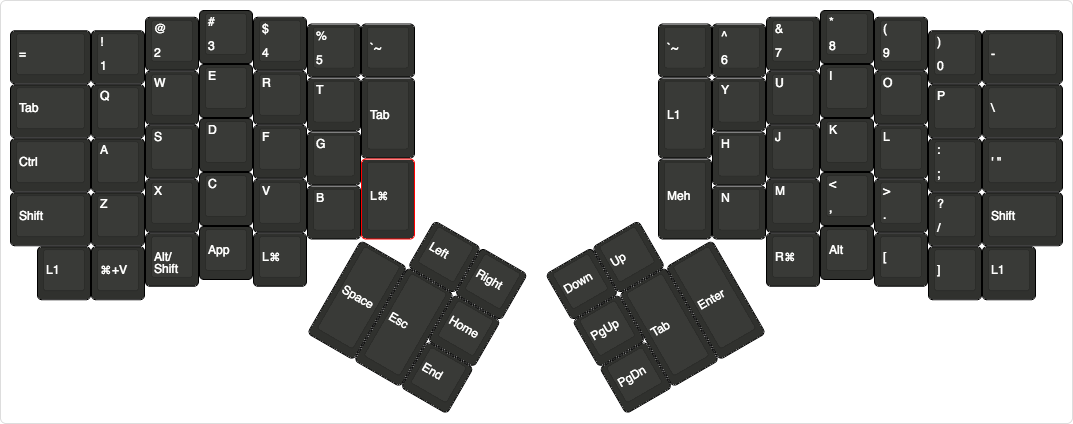 = ! 1 @ 2 # 3 $ 4 % 5 `~
Tab Q W E R T Tab
Ctrl A S D F G
Shift Z X C V B L⌘
L1 ⌘+V Alt/ Shift App L⌘
Left Right
Space Esc Home
End
`~ ^ 6 & 7 * 8 ( 9 ) 0 -
L1 Y U I O P \
H J K L : ; ' "
Meh N M < , > . ? / Shift
R⌘ Alt [ ] L1
Down Up
PgUp Tab Enter
PgDn